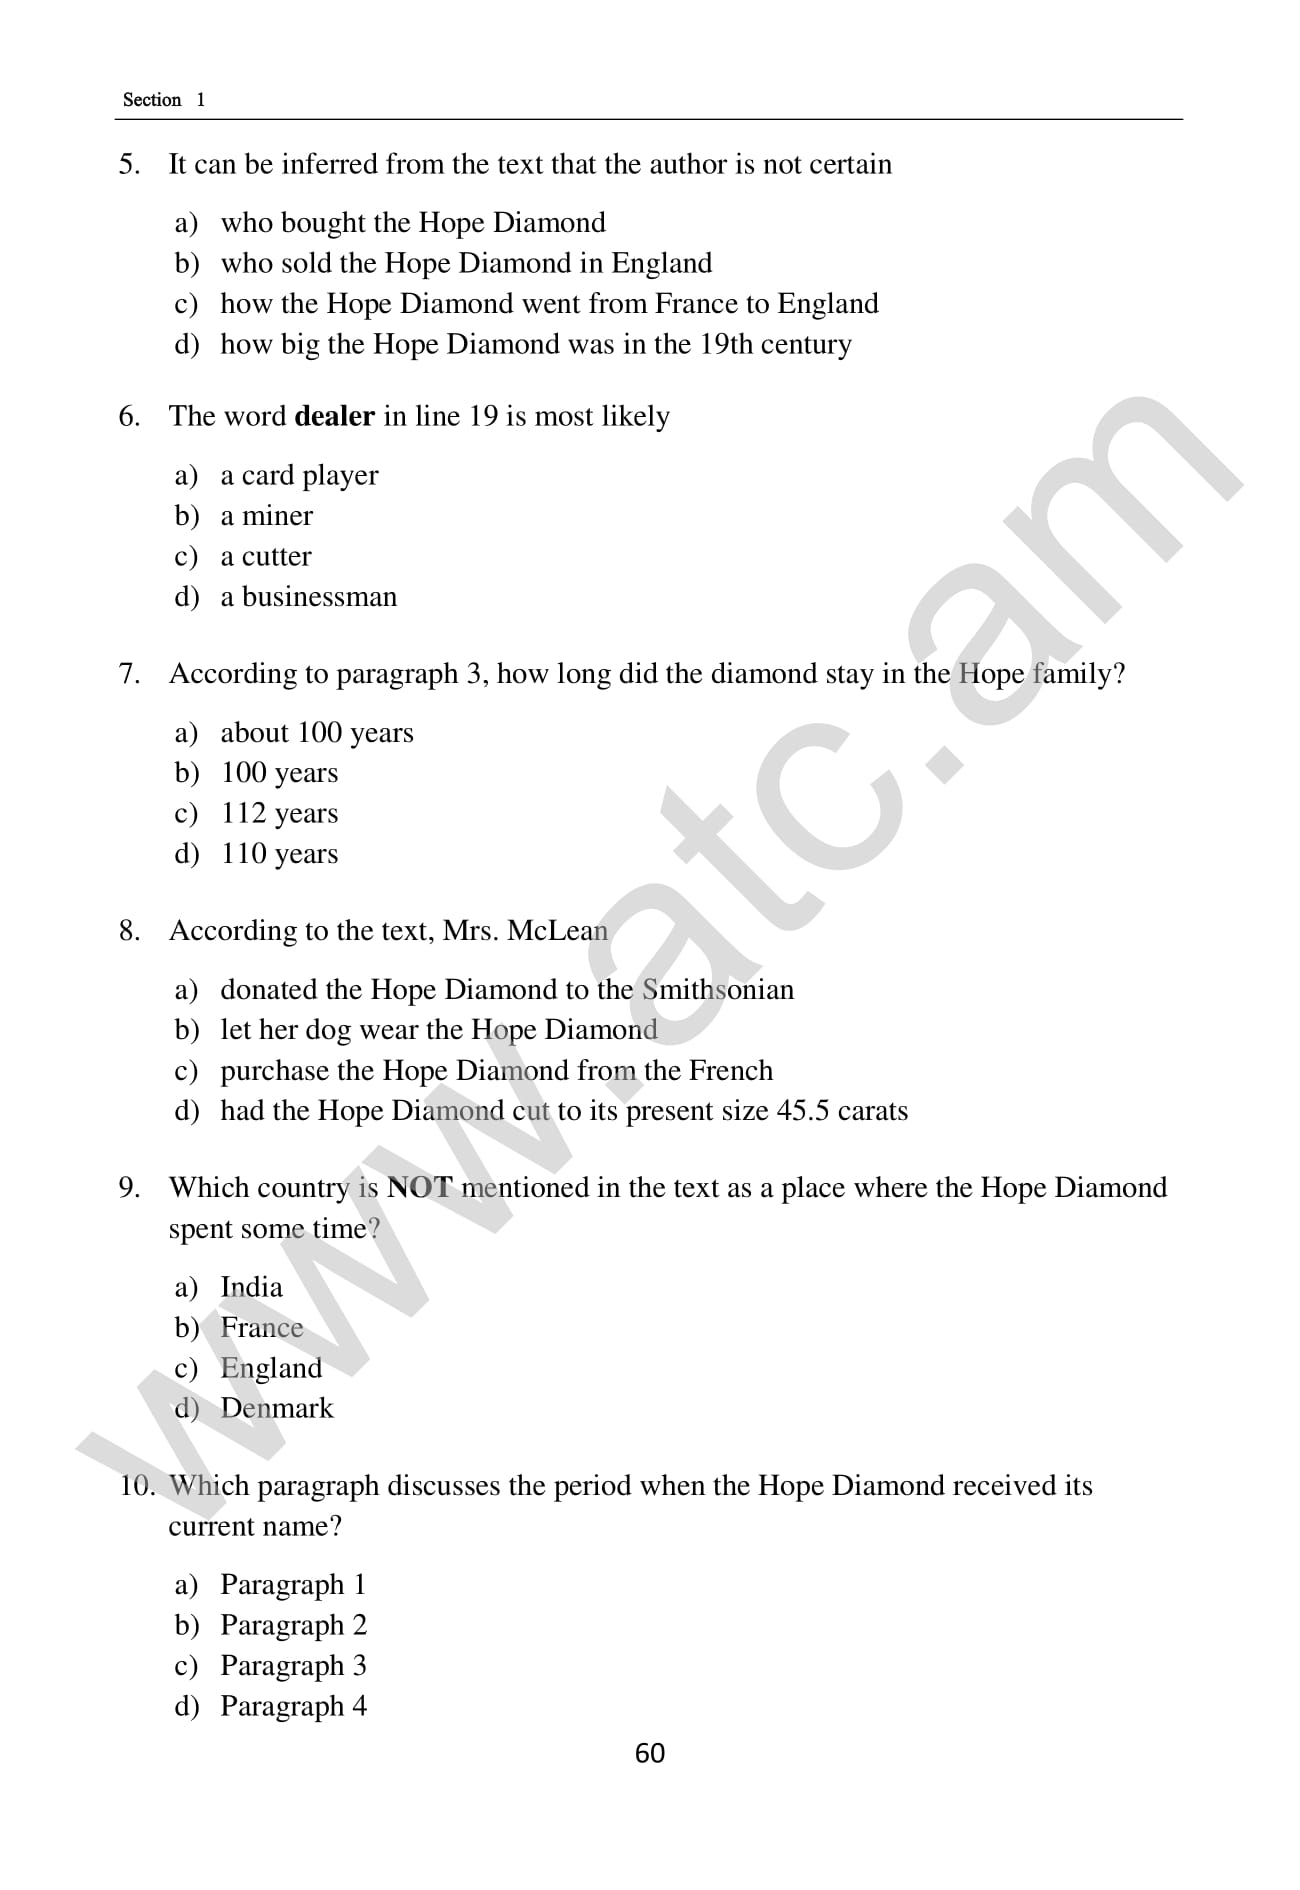 Section 1
5. It can be inferred from the text that the author is not certain
a) who bought the Hope Diamond
b) who sold the Hope Diamond in England
c) how the Hope Diamond went from France to England
d) how big the Hope Diamond was in the 19th century
6. The word dealer in line 19 is most likely
a) a card player
b) a miner
c) a cutter
d) a businessman
7. According to paragraph 3, how long did the diamond stay in the Hope family?
a) about 100 years
b) 100 years
c) 112 years
d) 110 years
8. According to the text, Mrs. McLean
a) donated the Hope Diamond to the Smithsonian
b) let her dog wear the Hope Diamond
c) purchase the Hope Diamond from the French
d) had the Hope Diamond cut to its present size 45.5 carats
9. Which country is NOT mentioned in the text as a place where the Hope Diamond
spent some time?
a) India
b) France
c) England
d) Denmark
10. Which paragraph discusses the period when the Hope Diamond received its
current name?
a) Paragraph 1
b) Paragraph 2
c) Paragraph 3
d) Paragraph 4
60
www.atc.am